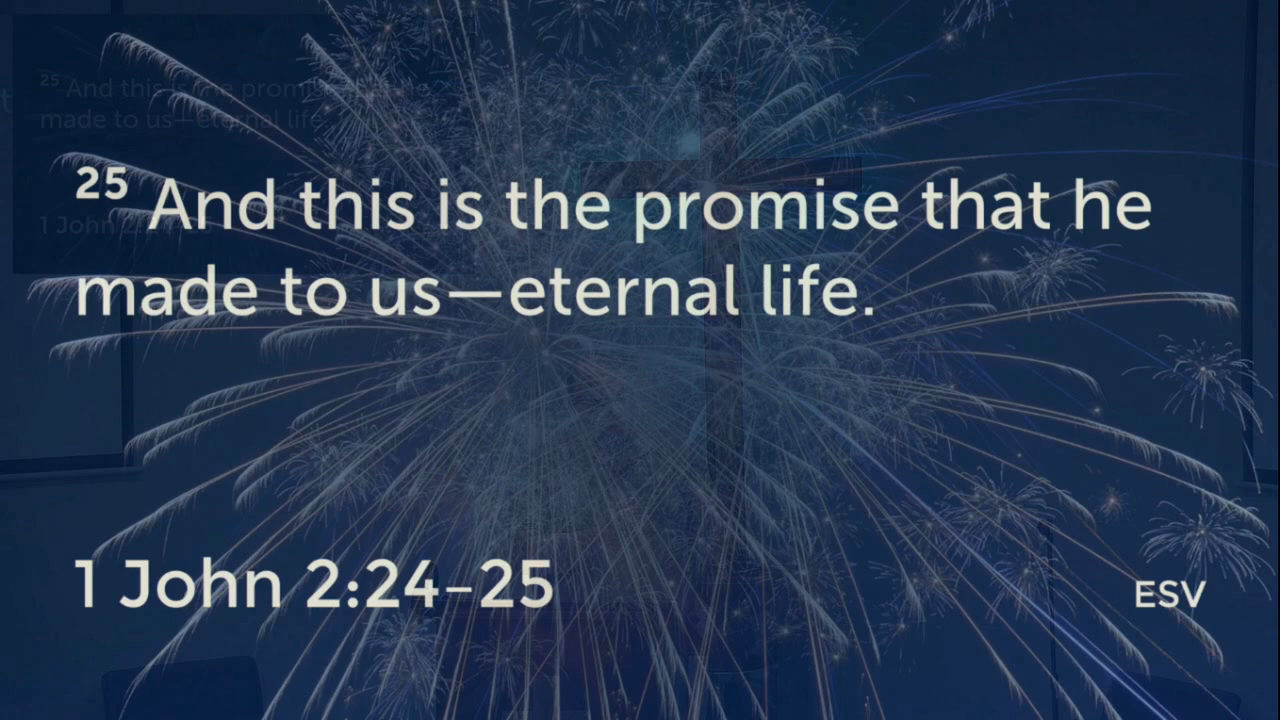 25 And this is the promise that he
made to us—eternal life.
1 John 2:24–25
ESV